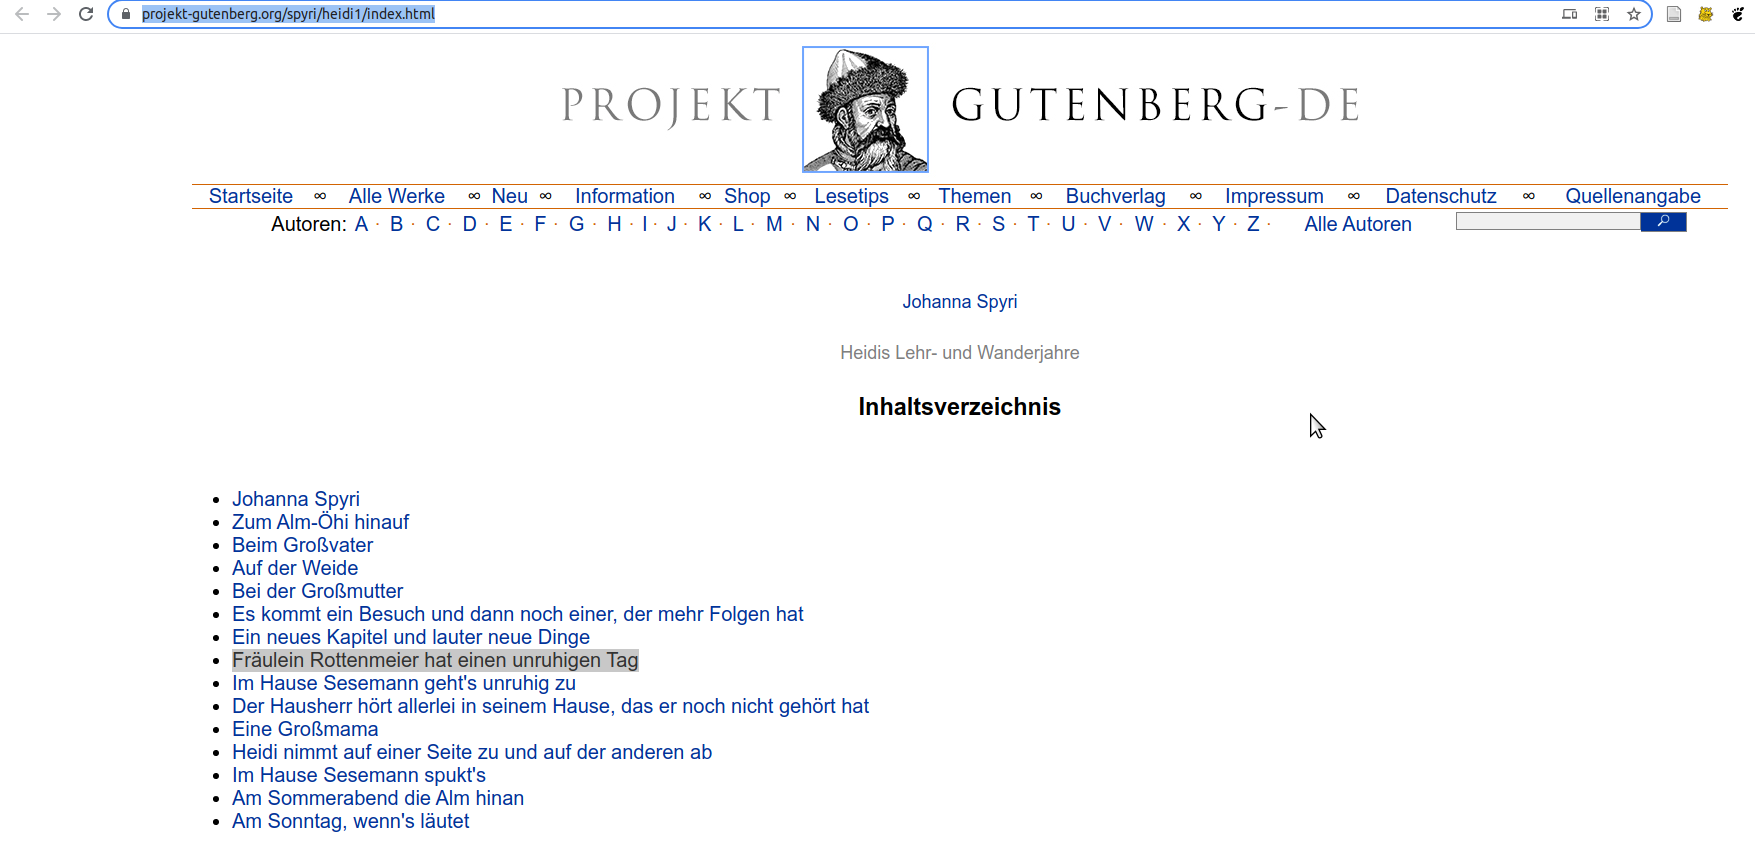 projekt-gutenberg.org/spyri/heidi1/index.html
PROJEKT GUTENBERG-DE
Startseite ∞ Alle Werke ∞ Neu ∞ Information ∞ Shop ∞ Lesetips ∞ Themen ∞ Buchverlag ∞ Impressum ∞ Datenschutz ∞ Quellenangabe
Autoren: A · B · C · D · E · F · G · H · I · J · K · L · M · N · O · P · Q · R · S · T · U · V · W · X · Y · Z · Alle Autoren
Johanna Spyri
Heidis Lehr- und Wanderjahre
Inhaltsverzeichnis
• Johanna Spyri
• Zum Alm-Öhi hinauf
• Beim Großvater
• Auf der Weide
• Bei der Großmutter
• Es kommt ein Besuch und dann noch einer, der mehr Folgen hat
• Ein neues Kapitel und lauter neue Dinge
• Fräulein Rottenmeier hat einen unruhigen Tag
• Im Hause Sesemann geht's unruhig zu
• Der Hausherr hört allerlei in seinem Hause, das er noch nicht gehört hat
• Eine Großmama
• Heidi nimmt auf einer Seite zu und auf der anderen ab
• Im Hause Sesemann spukt's
• Am Sommerabend die Alm hinan
• Am Sonntag, wenn's läutet